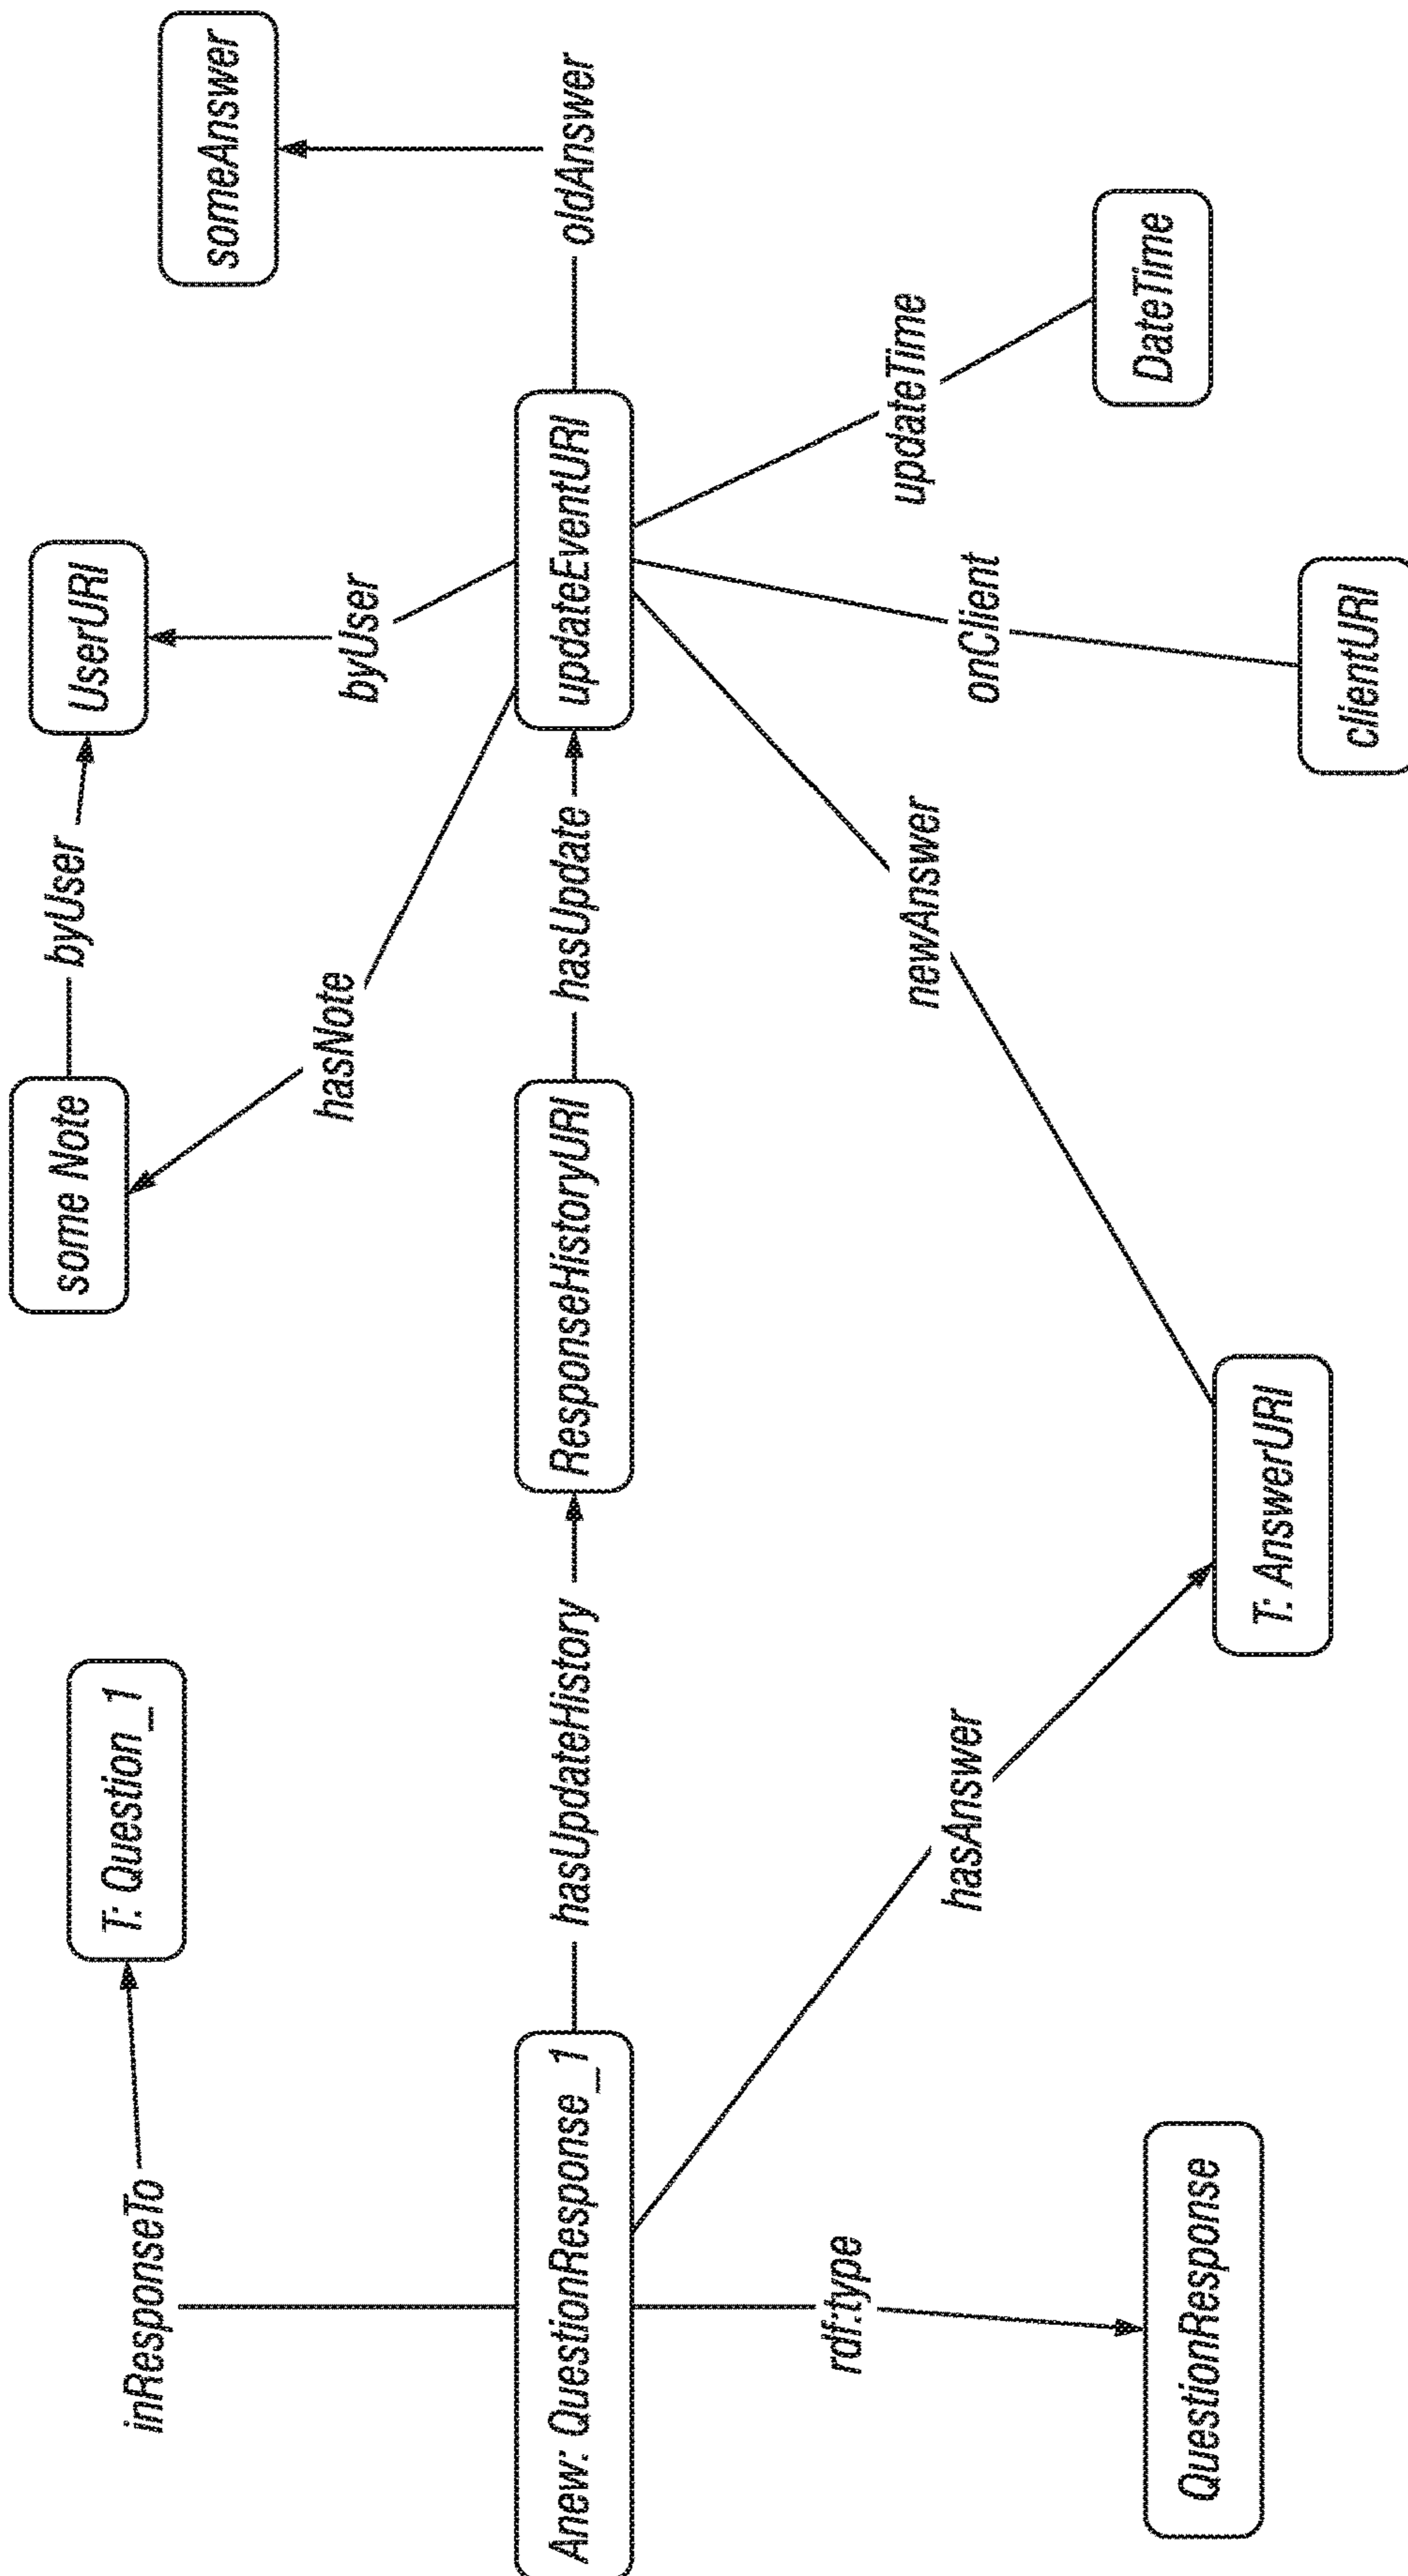 T: Question_1
some Note
byUser
UserURI
someAnswer
inResponseTo
hasNote
byUser
Anew: QuestionResponse_1
hasUpdateHistory
ResponseHistoryURI
hasUpdate
updateEventURI
oldAnswer
rdf:type
hasAnswer
newAnswer
onClient
updateTime
QuestionResponse
T: AnswerURI
clientURI
DateTime